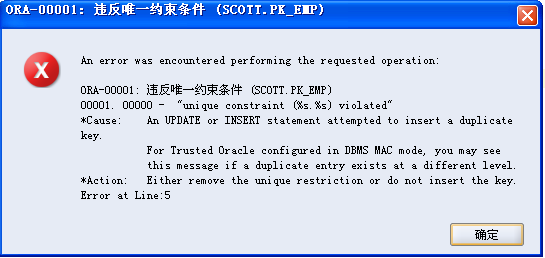 ORA-00001: 违反唯一约束条件 (SCOTT.PK_EMP)
An error was encountered performing the requested operation:
ORA-00001: 违反唯一约束条件 (SCOTT.PK_EMP)
00001. 00000 - "unique constraint (%s.%s) violated"
*Cause: An UPDATE or INSERT statement attempted to insert a duplicate
key.
For Trusted Oracle configured in DBMS MAC mode, you may see
this message if a duplicate entry exists at a different level.
*Action: Either remove the unique restriction or do not insert the key.
Error at Line:5
确定